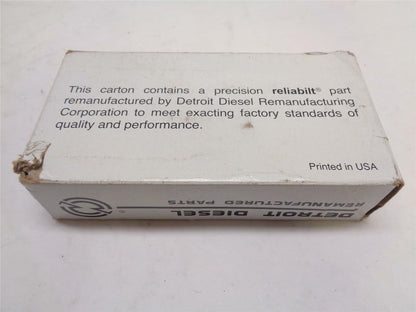 This carton contains a precision reliabilt® part
remanufactured by Detroit Diesel Remanufacturing
Corporation to meet exacting factory standards of
quality and performance.
Printed in USA
DETROIT DIESEL
REMANUFACTURED PARTS